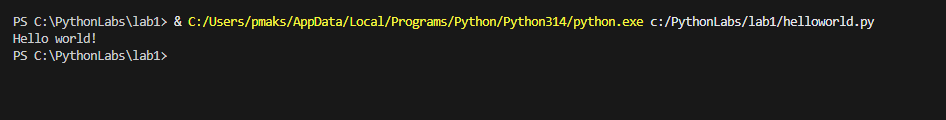 PS C:\PythonLabs\lab1> & C:/Users/pmaks/AppData/Local/Programs/Python/Python314/python.exe c:/PythonLabs/lab1/helloworld.py
Hello world!
PS C:\PythonLabs\lab1>